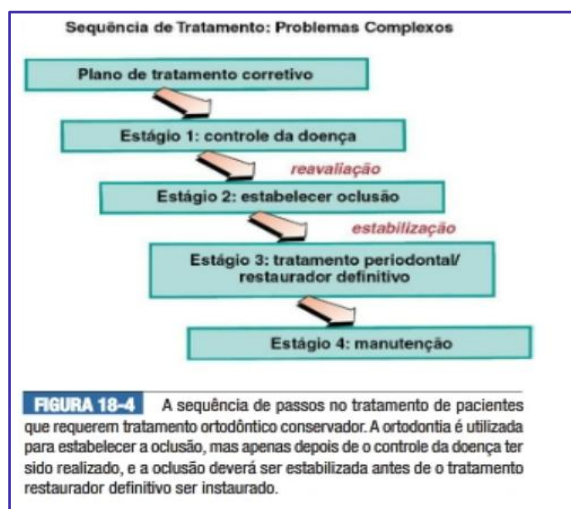 Sequência de Tratamento: Problemas Complexos
Plano de tratamento corretivo
Estágio 1: controle da doença
reavaliação
Estágio 2: estabelecer oclusão
estabilização
Estágio 3: tratamento periodontal/
restaurador definitivo
Estágio 4: manutenção
FIGURA 18-4 A sequência de passos no tratamento de pacientes
que requerem tratamento ortodôntico conservador. A ortodontia é utilizada
para estabelecer a oclusão, mas apenas depois de o controle da doença ter
sido realizado, e a oclusão deverá ser estabilizada antes de o tratamento
restaurador definitivo ser instaurado.